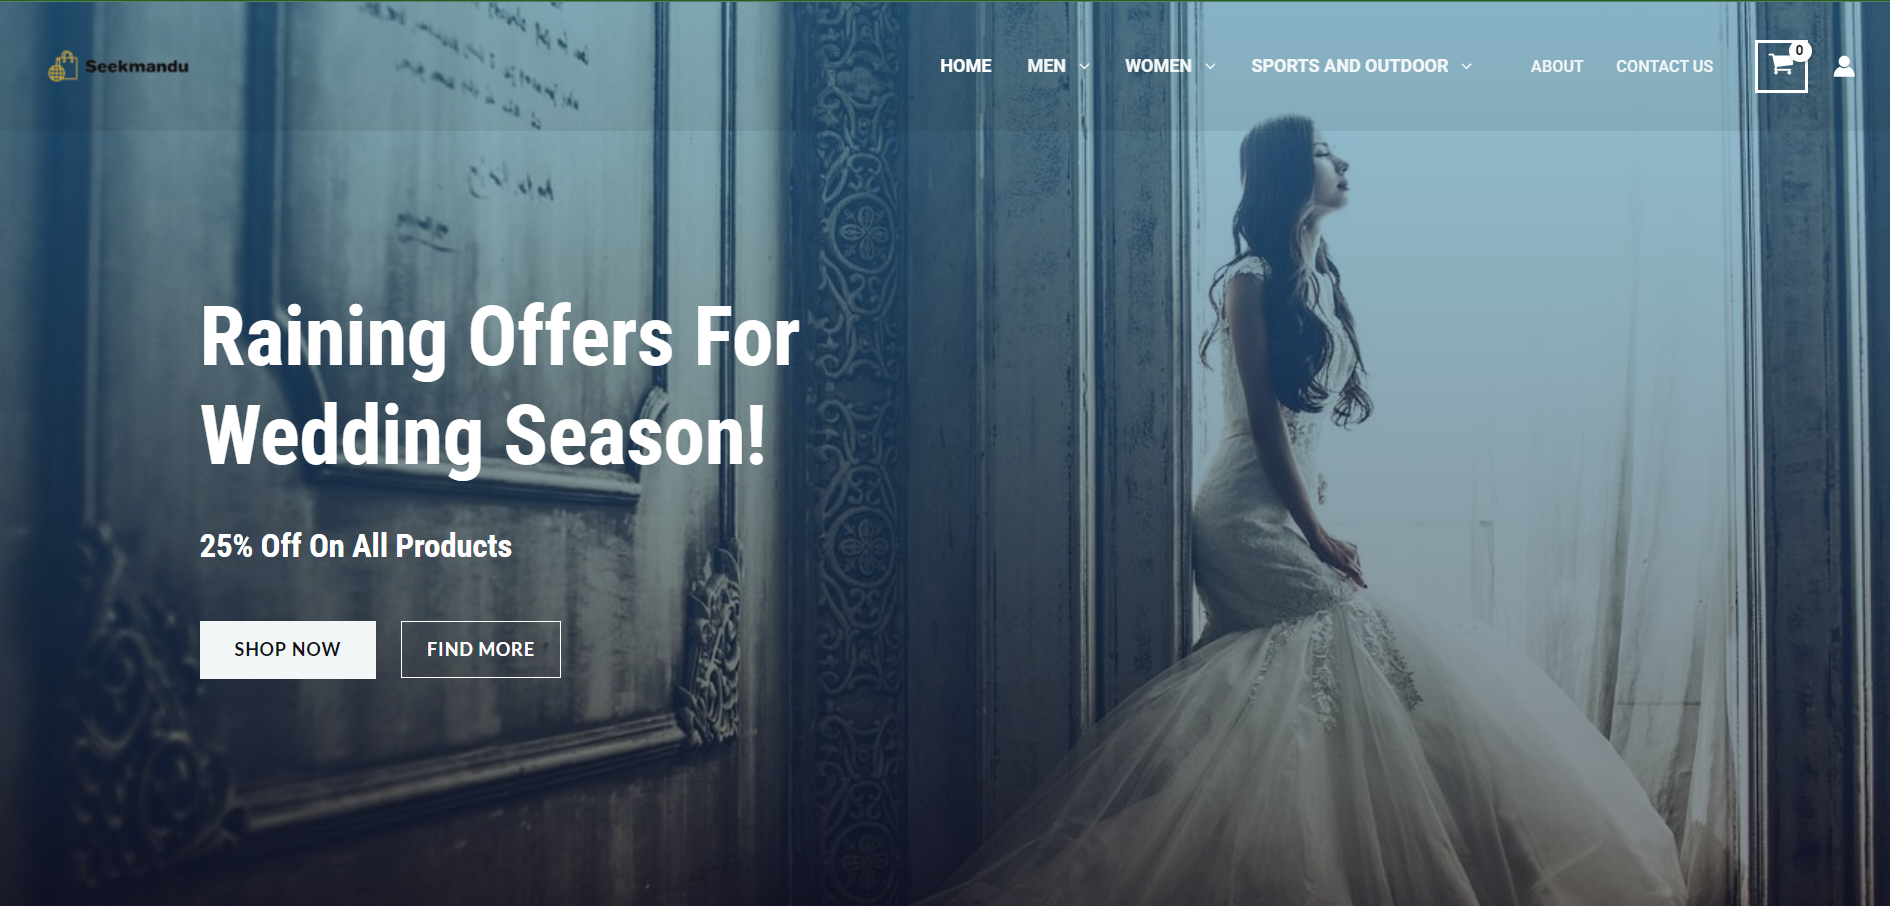 Seekmandu
HOME MEN WOMEN SPORTS AND OUTDOOR ABOUT CONTACT US 0
Raining Offers For
Wedding Season!
25% Off On All Products
SHOP NOW FIND MORE